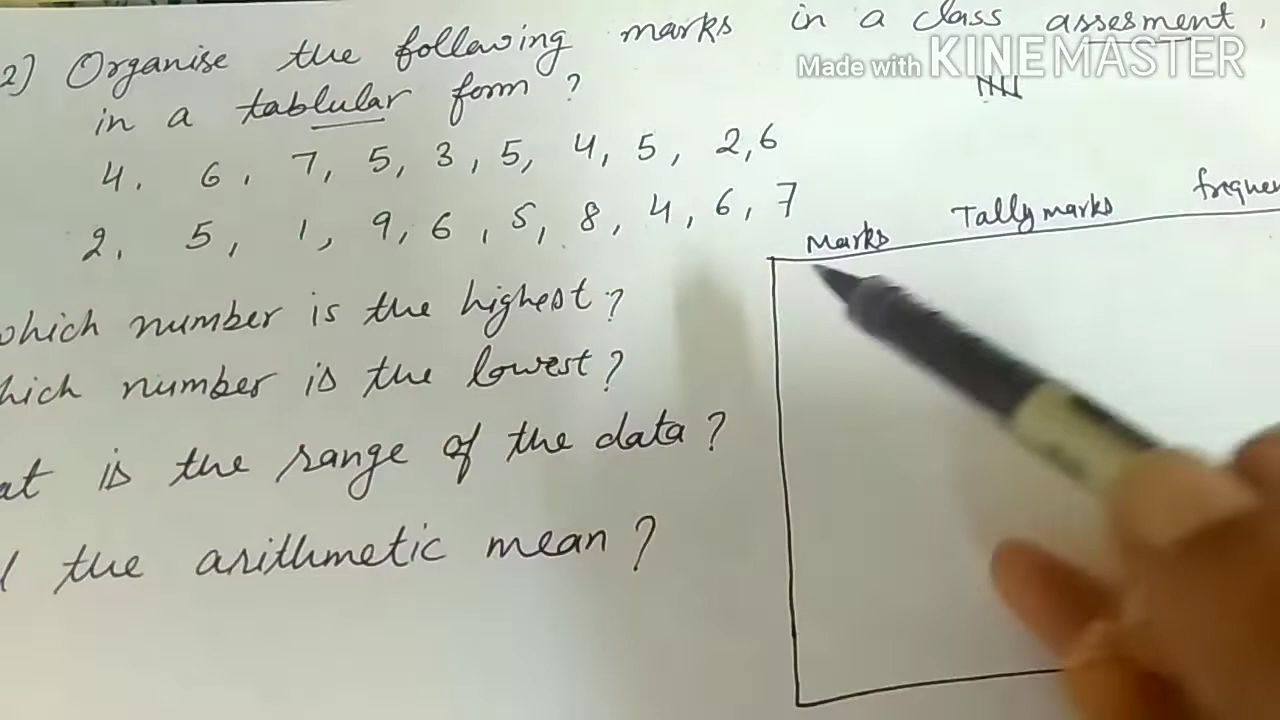 2) Organise the following marks in a class assesment,
in a tablular form?
4, 6, 7, 5, 3, 5, 4, 5, 2, 6
2, 5, 1, 9, 6, 5, 8, 4, 6, 7
which number is the highest?
hich number is the lowest?
at is the range of the data?
the arithmetic mean?
Made with KINEMASTER
Marks Tally marks frequen